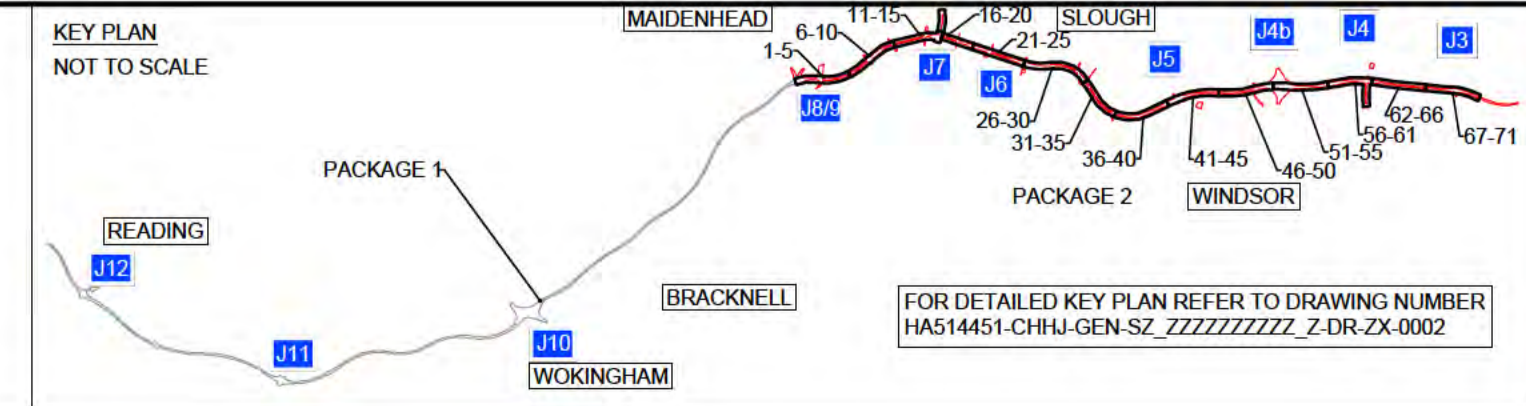 KEY PLAN
NOT TO SCALE
MAIDENHEAD
11-15
16-20
SLOUGH
6-10
21-25
1-5
J7
J4b
J4
J3
J5
J6
J8/9
26-30
31-35
36-40
41-45
46-50
51-55
56-61
62-66
67-71
PACKAGE 1
PACKAGE 2
WINDSOR
READING
J12
BRACKNELL
FOR DETAILED KEY PLAN REFER TO DRAWING NUMBER
HA514451-CHHJ-GEN-SZ_ZZZZZZZZZZ_Z-DR-ZX-0002
J11
J10
WOKINGHAM